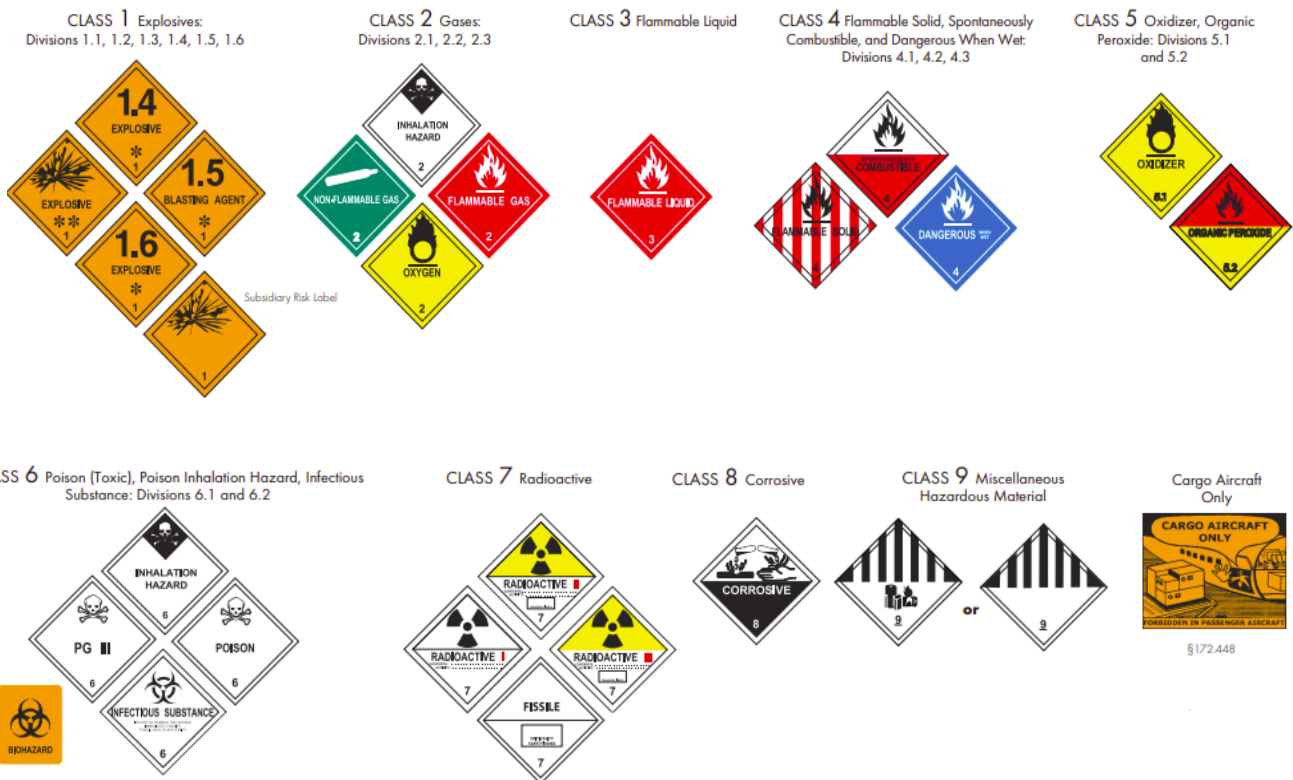 CLASS 1 Explosives:
Divisions 1.1, 1.2, 1.3, 1.4, 1.5, 1.6
1.4
EXPLOSIVE
*
1
EXPLOSIVE
**
1
1.5
BLASTING AGENT
*
1
1.6
EXPLOSIVE
*
1
Subsidiary Risk Label
1
CLASS 2 Gases:
Divisions 2.1, 2.2, 2.3
INHALATION
HAZARD
2
NON-FLAMMABLE GAS
2
FLAMMABLE GAS
2
OXYGEN
2
CLASS 3 Flammable Liquid
FLAMMABLE LIQUID
3
CLASS 4 Flammable Solid, Spontaneously
Combustible, and Dangerous When Wet:
Divisions 4.1, 4.2, 4.3
SPONTANEOUSLY
COMBUSTIBLE
4
FLAMMABLE SOLID
4
DANGEROUS WHEN WET
4
CLASS 5 Oxidizer, Organic
Peroxide: Divisions 5.1
and 5.2
OXIDIZER
5.1
ORGANIC PEROXIDE
5.2
SS 6 Poison (Toxic), Poison Inhalation Hazard, Infectious
Substance: Divisions 6.1 and 6.2
INHALATION
HAZARD
6
PG III
6
POISON
6
INFECTIOUS SUBSTANCE
6
BIOHAZARD
CLASS 7 Radioactive
RADIOACTIVE II
7
RADIOACTIVE I
7
RADIOACTIVE III
7
FISSILE
7
CLASS 8 Corrosive
CORROSIVE
8
CLASS 9 Miscellaneous
Hazardous Material
9
or
9
Cargo Aircraft
Only
CARGO AIRCRAFT
ONLY
FORBIDDEN IN PASSENGER AIRCRAFT
§172.448